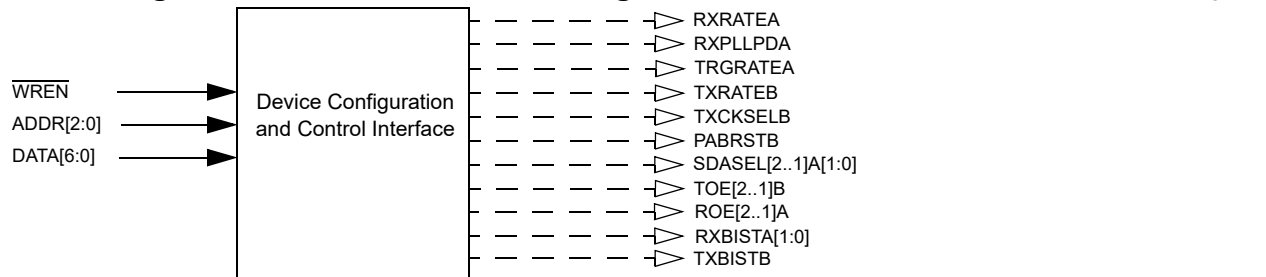 RXRATEA
RXPLLPDA
TRGRATEA
WREN
TXRATEB
Device Configuration
and Control Interface
ADDR[2:0]
TXCKSELB
PABRSTB
DATA[6:0]
SDASEL[2..1]A[1:0]
TOE[2..1]B
ROE[2..1]A
RXBISTA[1:0]
TXBISTB